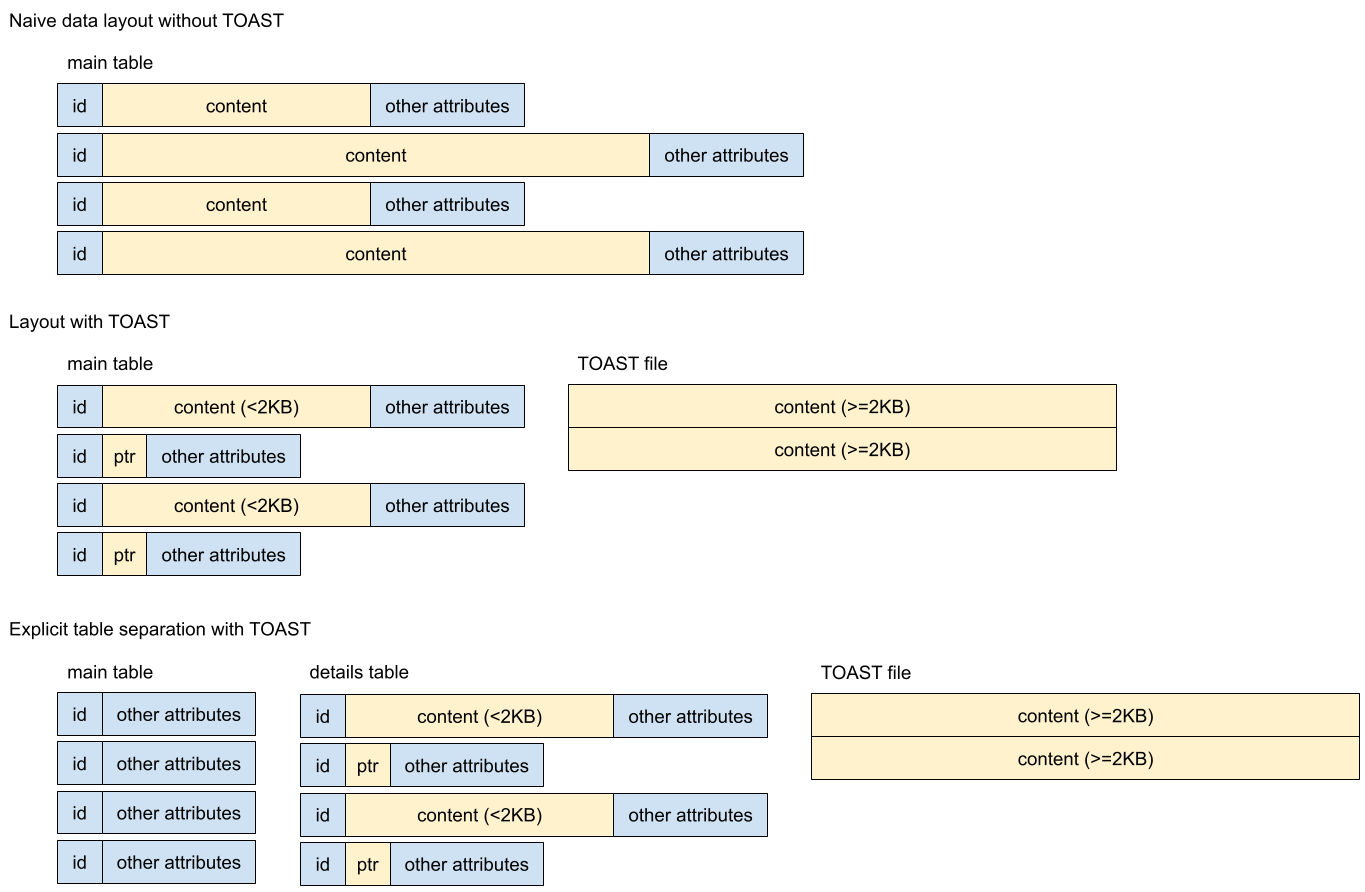 Naive data layout without TOAST
main table
id content other attributes
id content other attributes
id content other attributes
id content other attributes
Layout with TOAST
main table
id content (<2KB) other attributes
id ptr other attributes
id content (<2KB) other attributes
id ptr other attributes
TOAST file
content (>=2KB)
content (>=2KB)
Explicit table separation with TOAST
main table
id other attributes
id other attributes
id other attributes
id other attributes
details table
id content (<2KB) other attributes
id ptr other attributes
id content (<2KB) other attributes
id ptr other attributes
TOAST file
content (>=2KB)
content (>=2KB)